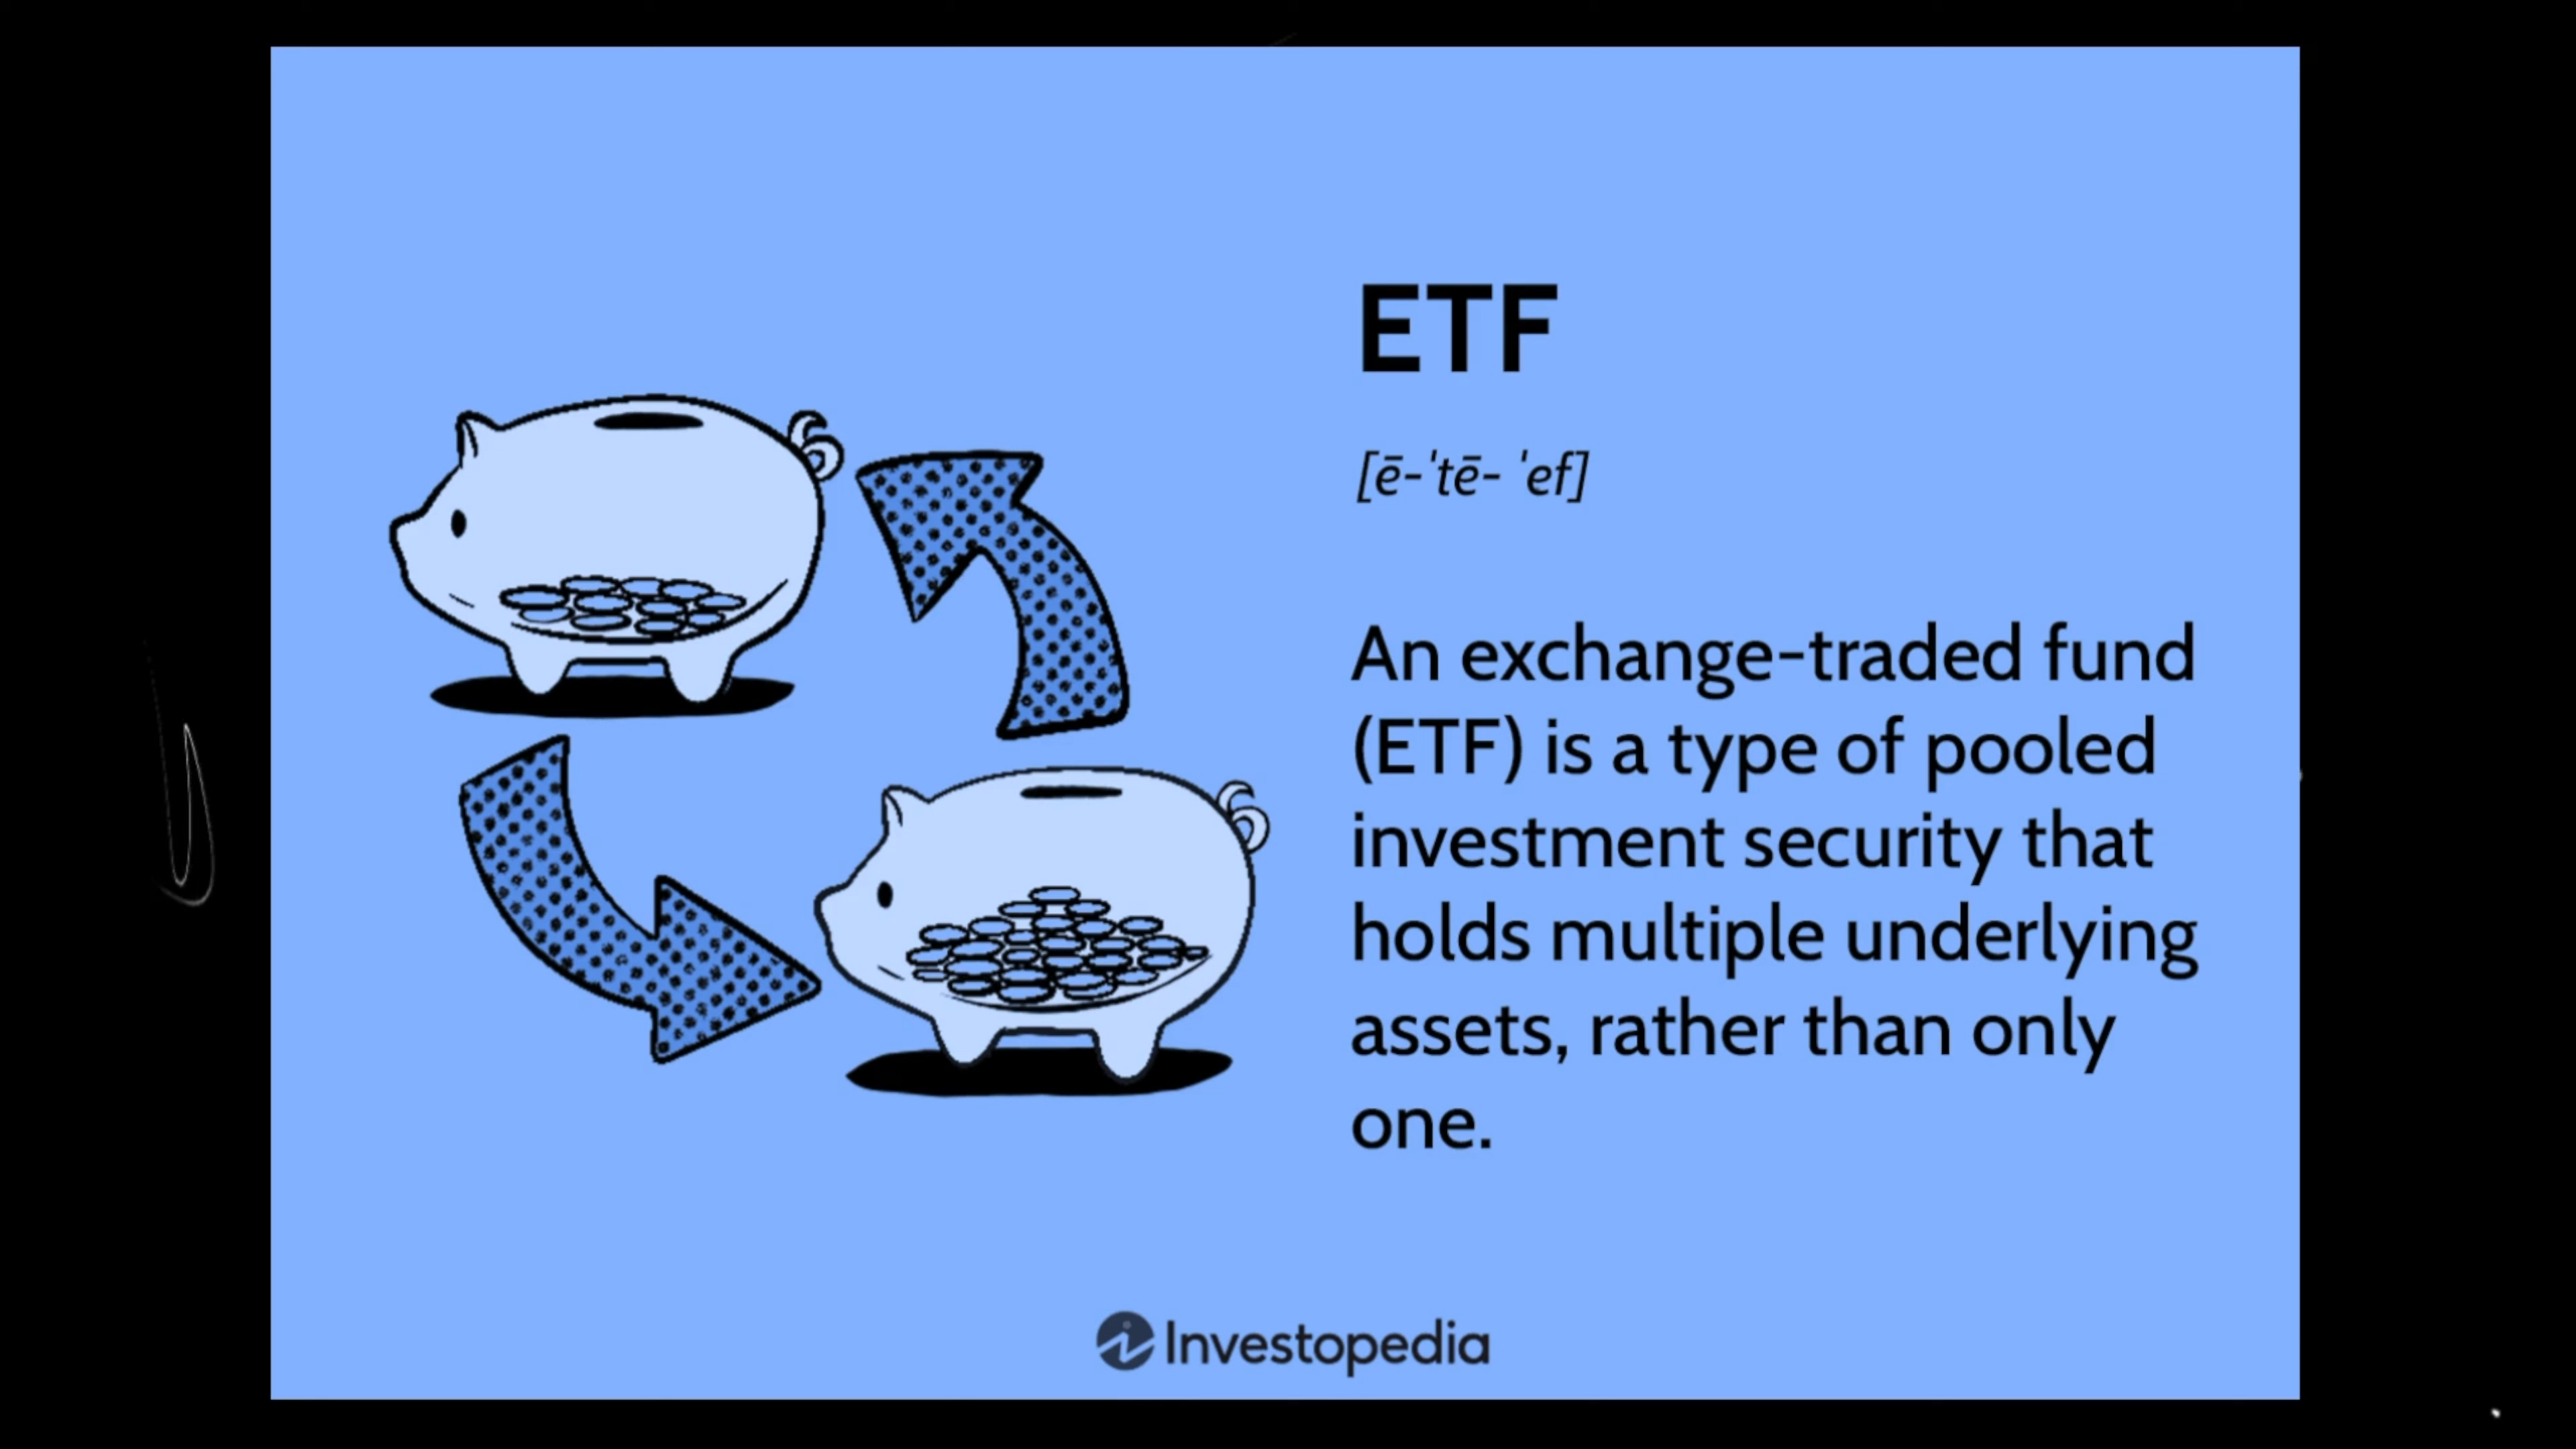 ETF
[ē-ˈtē- ˈef]
An exchange-traded fund
(ETF) is a type of pooled
investment security that
holds multiple underlying
assets, rather than only
one.
Investopedia